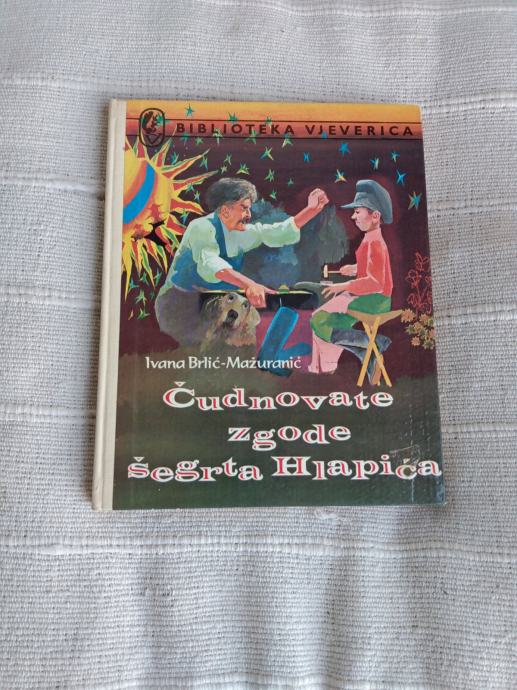 BIBLIOTEKA VJEVERICA
Ivana Brlić-Mažuranić
Čudnovate
zgode
šegrta Hlapića